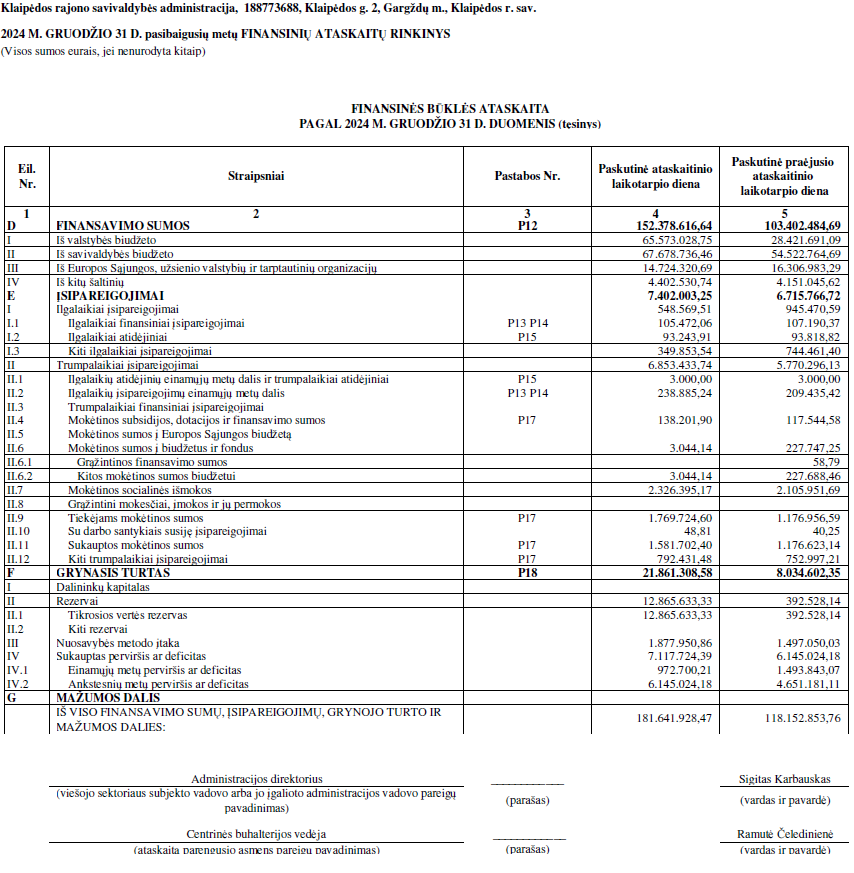 Klaipėdos rajono savivaldybės administracija, 188773688, Klaipėdos g. 2, Gargždų m., Klaipėdos r. sav.
2024 M. GRUODŽIO 31 D. pasibaigusių metų FINANSINIŲ ATASKAITŲ RINKINYS
(Visos sumos eurais, jei nenurodyta kitaip)
FINANSINĖS BŪKLĖS ATASKAITA
PAGAL 2024 M. GRUODŽIO 31 D. DUOMENIS (tęsinys)
Eil. Nr. Straipsniai Pastabos Nr. Paskutinė ataskaitinio laikotarpio diena Paskutinė praėjusio ataskaitinio laikotarpio diena
1 2 3 4 5
D FINANSAVIMO SUMOS P12 152.378.616,64 103.402.484,69
I Iš valstybės biudžeto 65.573.028,75 28.421.691,09
II Iš savivaldybės biudžeto 67.678.736,46 54.522.764,69
III Iš Europos Sąjungos, užsienio valstybių ir tarptautinių organizacijų 14.724.320,69 16.306.983,29
IV Iš kitų šaltinių 4.402.530,74 4.151.045,62
E ĮSIPAREIGOJIMAI 7.402.003,25 6.715.766,72
I Ilgalaikiai įsipareigojimai 548.569,51 945.470,59
I.1 Ilgalaikiai finansiniai įsipareigojimai P13 P14 105.472,06 107.190,37
I.2 Ilgalaikiai atidėjiniai P15 93.243,91 93.818,82
I.3 Kiti ilgalaikiai įsipareigojimai 349.853,54 744.461,40
II Trumpalaikiai įsipareigojimai 6.853.433,74 5.770.296,13
II.1 Ilgalaikių atidėjinių einamųjų metų dalis ir trumpalaikiai atidėjiniai P15 3.000,00 3.000,00
II.2 Ilgalaikių įsipareigojimų einamųjų metų dalis P13 P14 238.885,24 209.435,42
II.3 Trumpalaikiai finansiniai įsipareigojimai
II.4 Mokėtinos subsidijos, dotacijos ir finansavimo sumos P17 138.201,90 117.544,58
II.5 Mokėtinos sumos į Europos Sąjungos biudžetą
II.6 Mokėtinos sumos į biudžetus ir fondus 3.044,14 227.747,25
II.6.1 Grąžintinos finansavimo sumos 58,79
II.6.2 Kitos mokėtinos sumos biudžetui 3.044,14 227.688,46
II.7 Mokėtinos socialinės išmokos 2.326.395,17 2.105.951,69
II.8 Grąžintini mokesčiai, įmokos ir jų permokos
II.9 Tiekėjams mokėtinos sumos P17 1.769.724,60 1.176.956,59
II.10 Su darbo santykiais susiję įsipareigojimai 48,81 40,25
II.11 Sukauptos mokėtinos sumos P17 1.581.702,40 1.176.623,14
II.12 Kiti trumpalaikiai įsipareigojimai P17 792.431,48 752.997,21
F GRYNASIS TURTAS P18 21.861.308,58 8.034.602,35
I Dalininkų kapitalas
II Rezervai 12.865.633,33 392.528,14
II.1 Tikrosios vertės rezervas 12.865.633,33 392.528,14
II.2 Kiti rezervai
III Nuosavybės metodo įtaka 1.877.950,86 1.497.050,03
IV Sukauptas perviršis ar deficitas 7.117.724,39 6.145.024,18
IV.1 Einamųjų metų perviršis ar deficitas 972.700,21 1.493.843,07
IV.2 Ankstesnių metų perviršis ar deficitas 6.145.024,18 4.651.181,11
G MAŽUMOS DALIS
IŠ VISO FINANSAVIMO SUMŲ, ĮSIPAREIGOJIMŲ, GRYNOJO TURTO IR MAŽUMOS DALIES: 181.641.928,47 118.152.853,76
Administracijos direktorius Sigitas Karbauskas
(viešojo sektoriaus subjekto vadovo arba jo įgalioto administracijos vadovo pareigų pavadinimas) (parašas) (vardas ir pavardė)
Centrinės buhalterijos vedėja Ramutė Čeledinienė
(ataskaitą parengusio asmens pareigų pavadinimas) (parašas) (vardas ir pavardė)